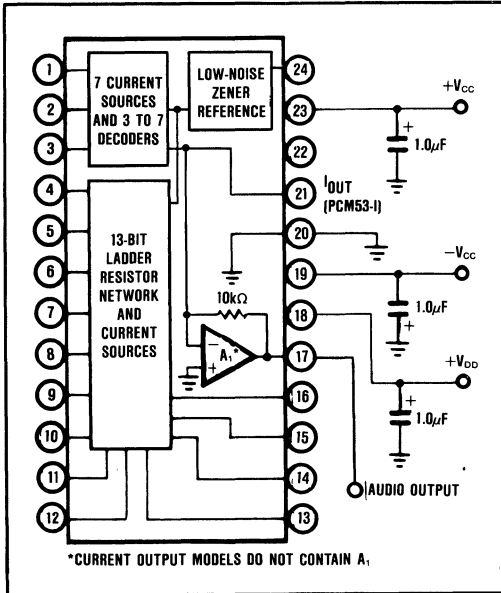 1
2
3
4
5
6
7
8
9
10
11
12
7 CURRENT
SOURCES
AND 3 TO 7
DECODERS
LOW-NOISE
ZENER
REFERENCE
13-BIT
LADDER
RESISTOR
NETWORK
AND
CURRENT
SOURCES
10kΩ
A₁*
−
+
24
23
22
21
20
19
18
17
16
15
14
13
+VCC
+
1.0μF
IOUT
(PCM53-I)
−VCC
1.0μF
+
+VDD
+
1.0μF
AUDIO OUTPUT
*CURRENT OUTPUT MODELS DO NOT CONTAIN A₁